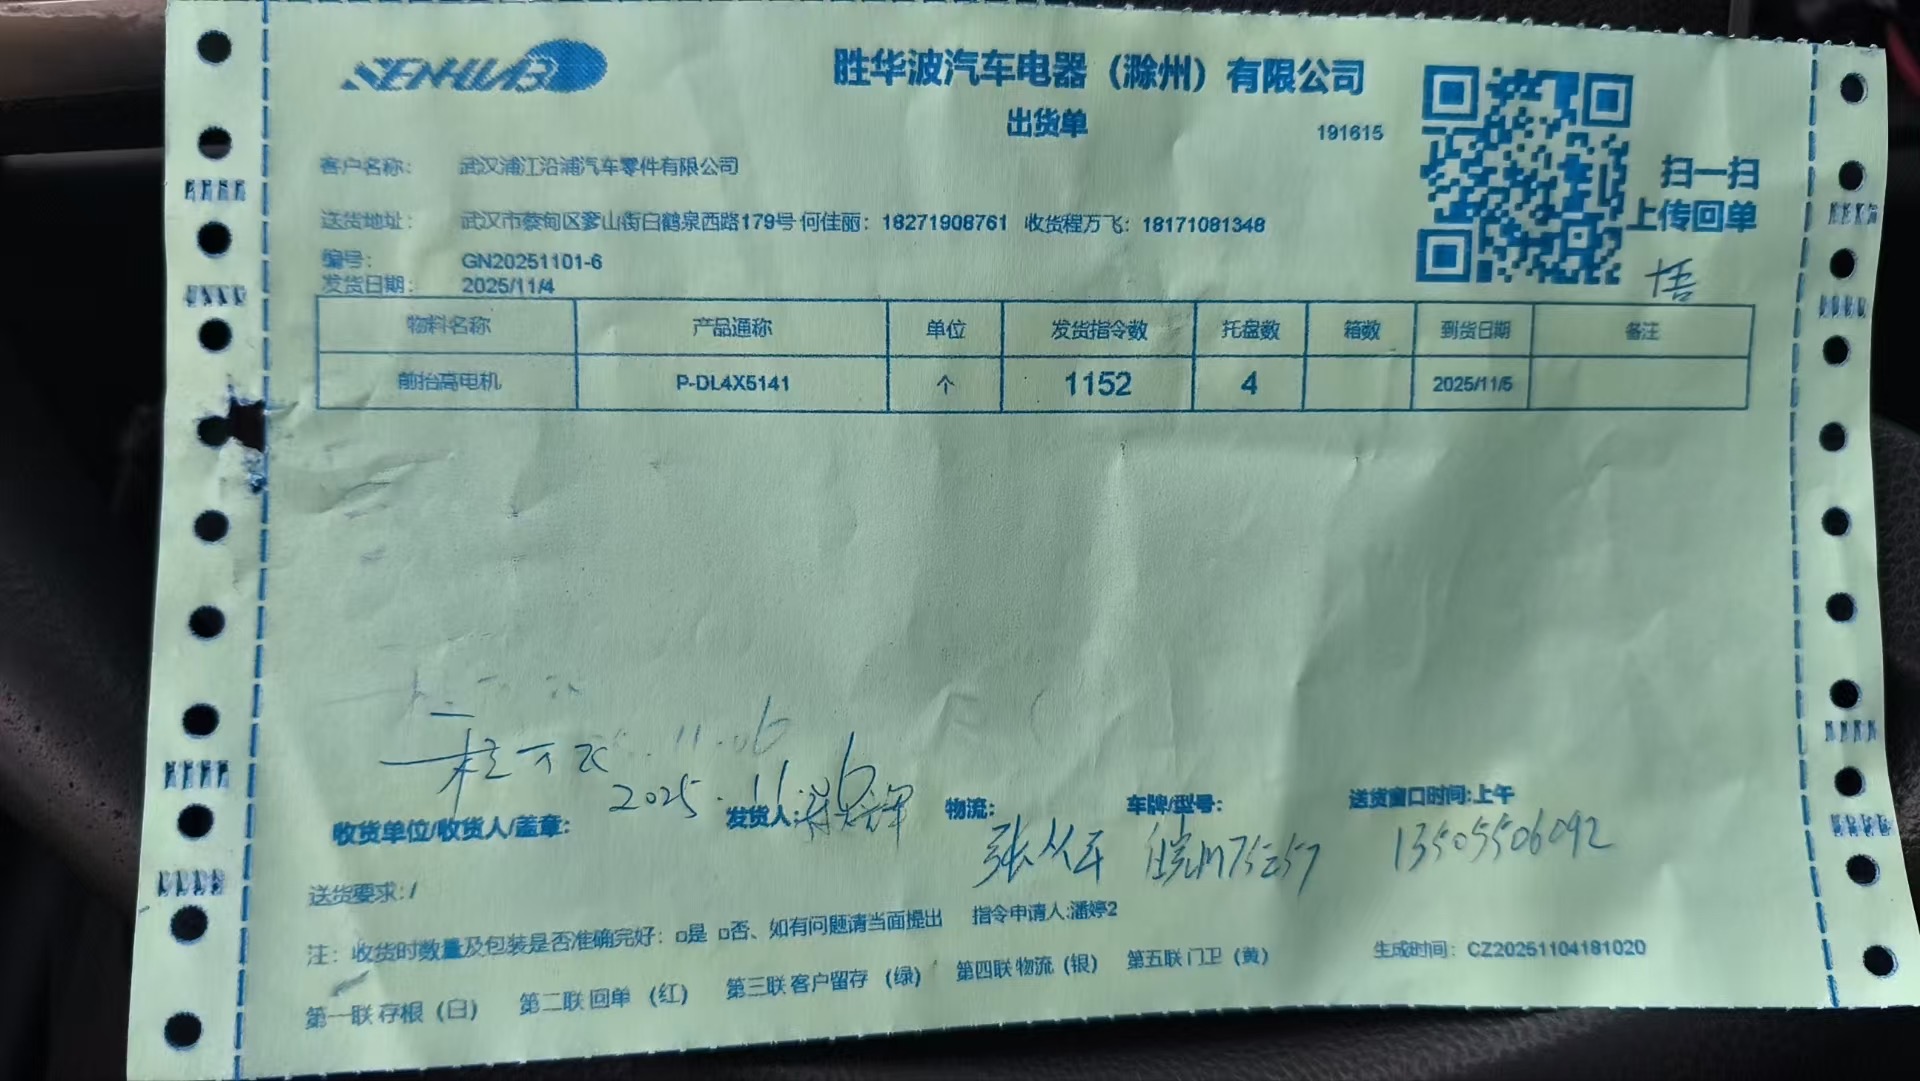 SENHWAB
胜华波汽车电器（滁州）有限公司
出货单
191615
扫一扫
上传回单
客户名称： 武汉浦江沿浦汽车零件有限公司
送货地址： 武汉市蔡甸区奓山街白鹤泉西路179号 何佳丽：18271908761 收货程万飞：18171081348
编号： GN20251101-6
发货日期： 2025/11/4
物料名称 产品通称 单位 发货指令数 托盘数 箱数 到货日期 备注
前抬高电机 P-DL4X5141 个 1152 4 2025/11/5
程万飞
2025.11.06
收货单位/收货人/盖章： 发货人： 物流： 车牌/型号： 送货窗口时间:上午
张从军 皖M75257 13505506092
送货要求:/
注：收货时数量及包装是否准确完好：□是 □否、如有问题请当面提出 指令申请人:潘婷2
第一联 存根（白） 第二联 回单（红） 第三联 客户留存（绿） 第四联 物流（银） 第五联 门卫（黄） 生成时间：CZ20251104181020